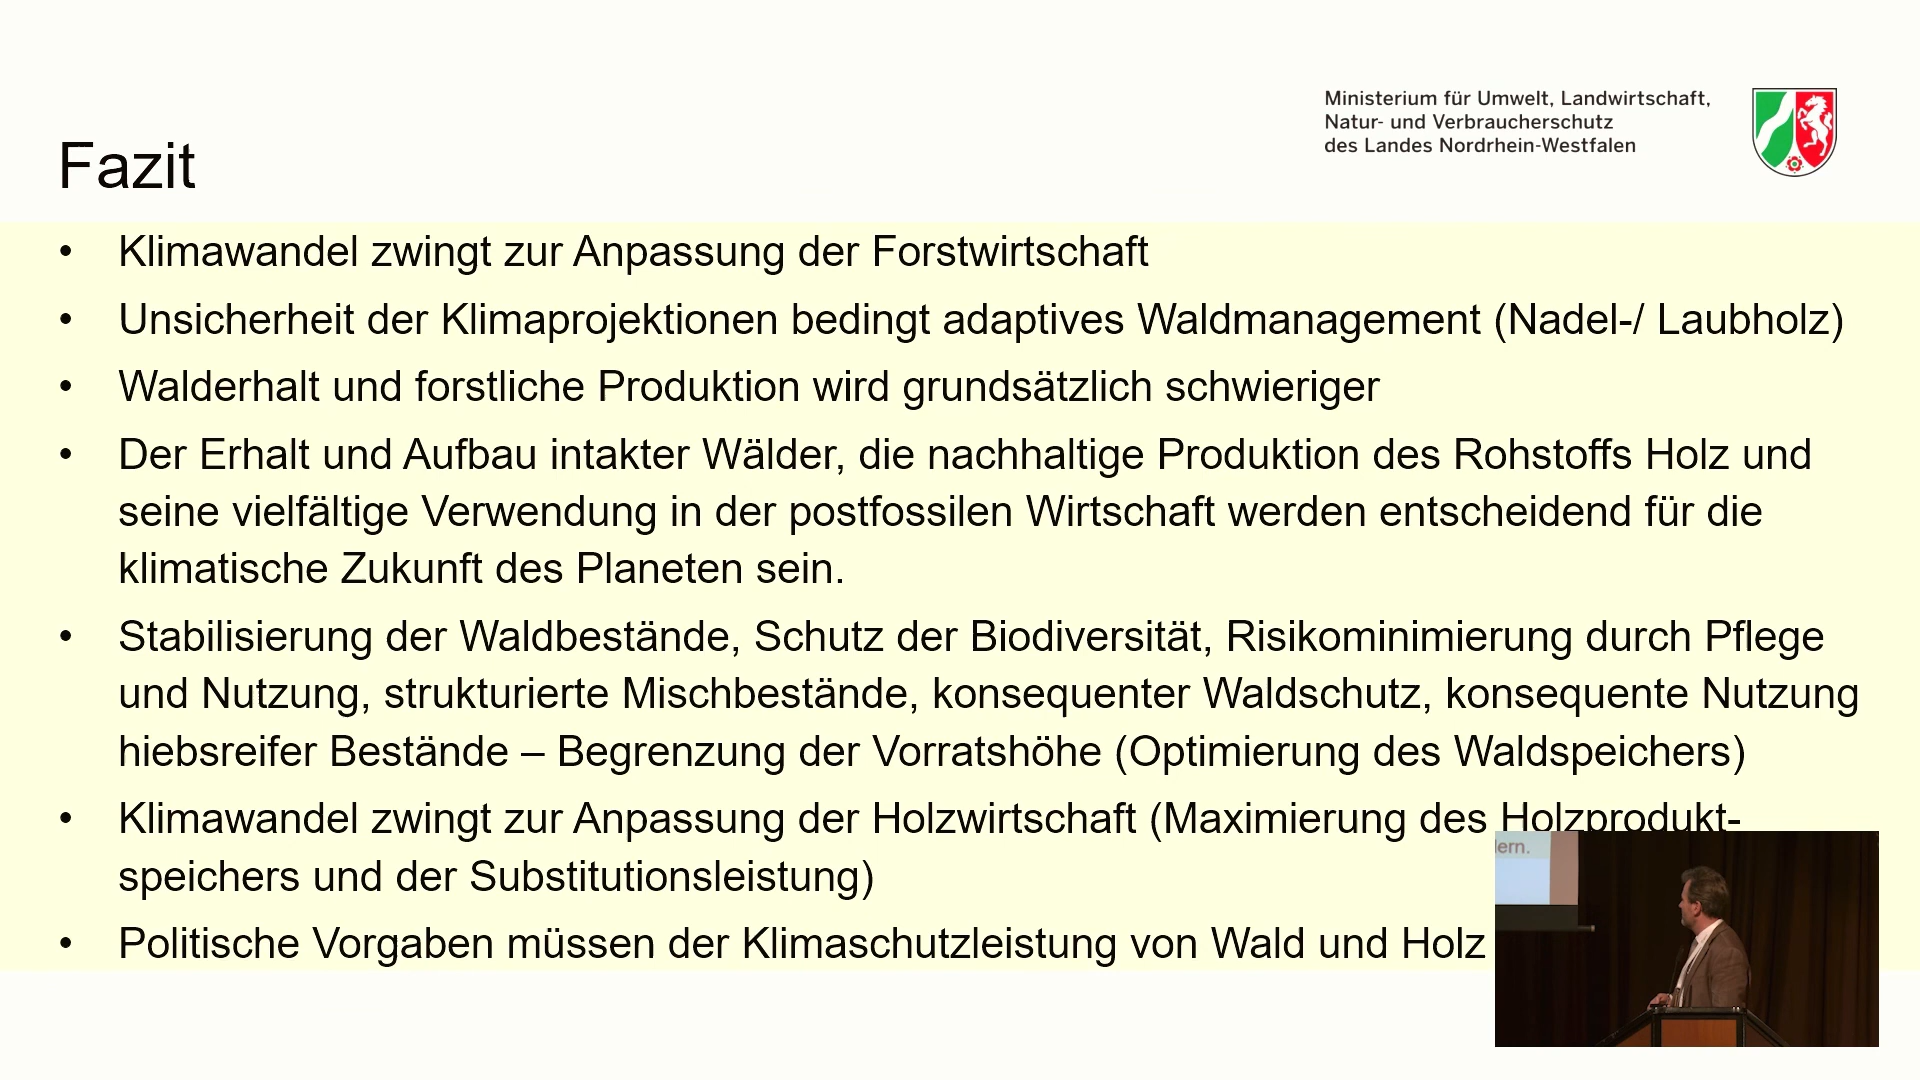 Ministerium für Umwelt, Landwirtschaft,
Natur- und Verbraucherschutz
des Landes Nordrhein-Westfalen
Fazit
• Klimawandel zwingt zur Anpassung der Forstwirtschaft
• Unsicherheit der Klimaprojektionen bedingt adaptives Waldmanagement (Nadel-/ Laubholz)
• Walderhalt und forstliche Produktion wird grundsätzlich schwieriger
• Der Erhalt und Aufbau intakter Wälder, die nachhaltige Produktion des Rohstoffs Holz und
seine vielfältige Verwendung in der postfossilen Wirtschaft werden entscheidend für die
klimatische Zukunft des Planeten sein.
• Stabilisierung der Waldbestände, Schutz der Biodiversität, Risikominimierung durch Pflege
und Nutzung, strukturierte Mischbestände, konsequenter Waldschutz, konsequente Nutzung
hiebsreifer Bestände – Begrenzung der Vorratshöhe (Optimierung des Waldspeichers)
• Klimawandel zwingt zur Anpassung der Holzwirtschaft (Maximierung des Holzprodukt-
speichers und der Substitutionsleistung)
• Politische Vorgaben müssen der Klimaschutzleistung von Wald und Holz